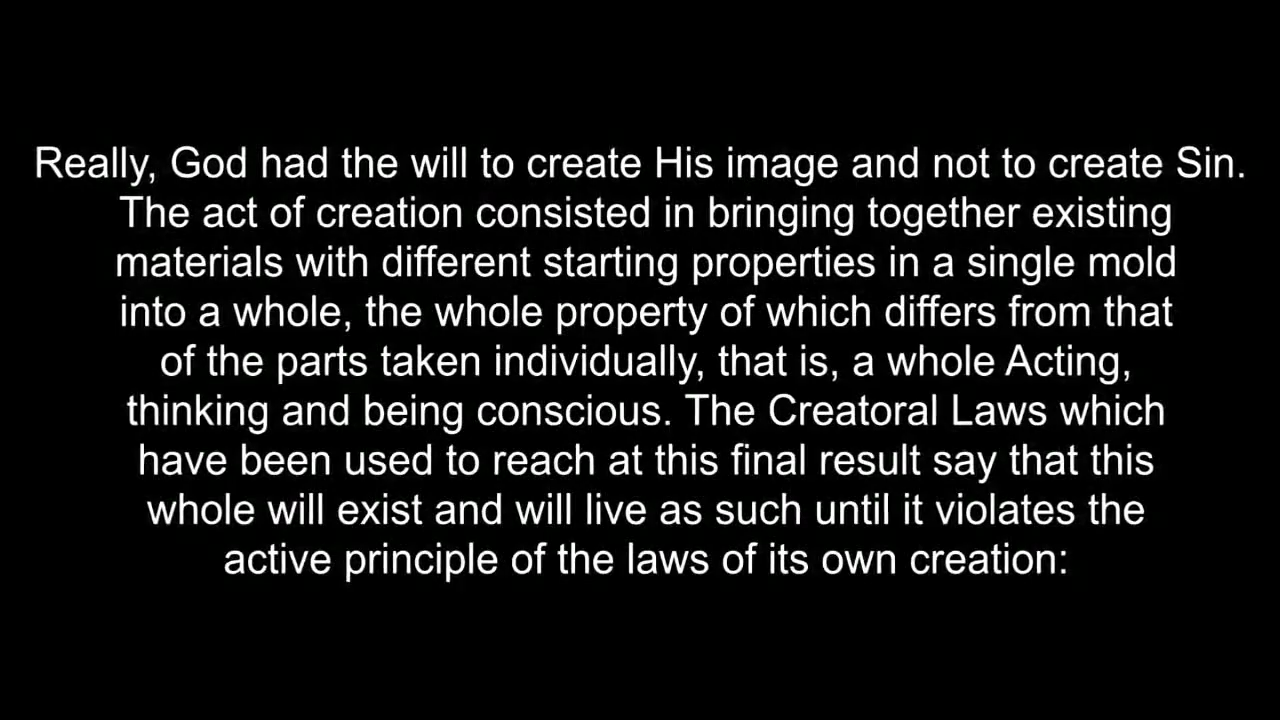 Really, God had the will to create His image and not to create Sin.
The act of creation consisted in bringing together existing
materials with different starting properties in a single mold
into a whole, the whole property of which differs from that
of the parts taken individually, that is, a whole Acting,
thinking and being conscious. The Creatoral Laws which
have been used to reach at this final result say that this
whole will exist and will live as such until it violates the
active principle of the laws of its own creation: